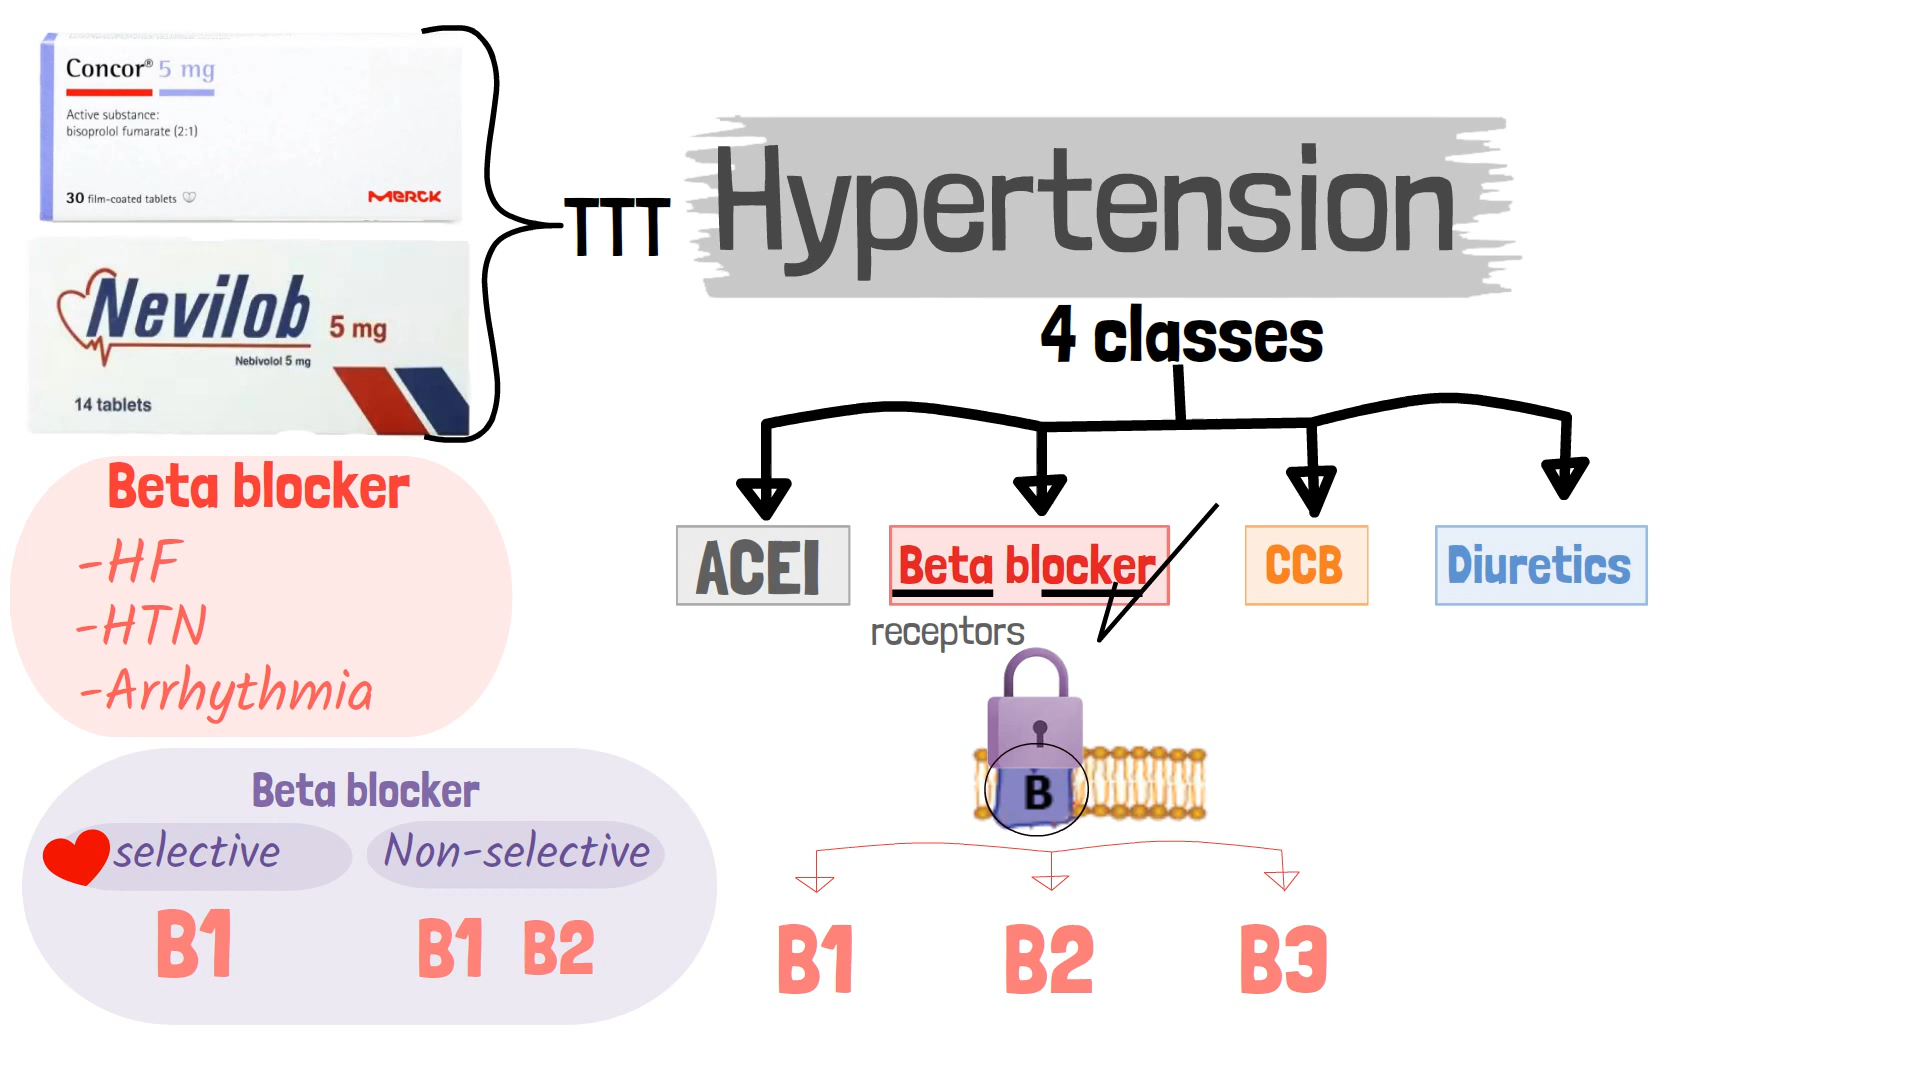 Concor® 5 mg
Active substance:
bisoprolol fumarate (2:1)
30 film-coated tablets
MERCK
Nevilob 5 mg
Nebivolol 5 mg
14 tablets
TTT Hypertension
4 classes
ACEI
Beta blocker
CCB
Diuretics
receptors
B
B1
B2
B3
Beta blocker
-HF
-HTN
-Arrhythmia
Beta blocker
selective
Non-selective
B1
B1 B2